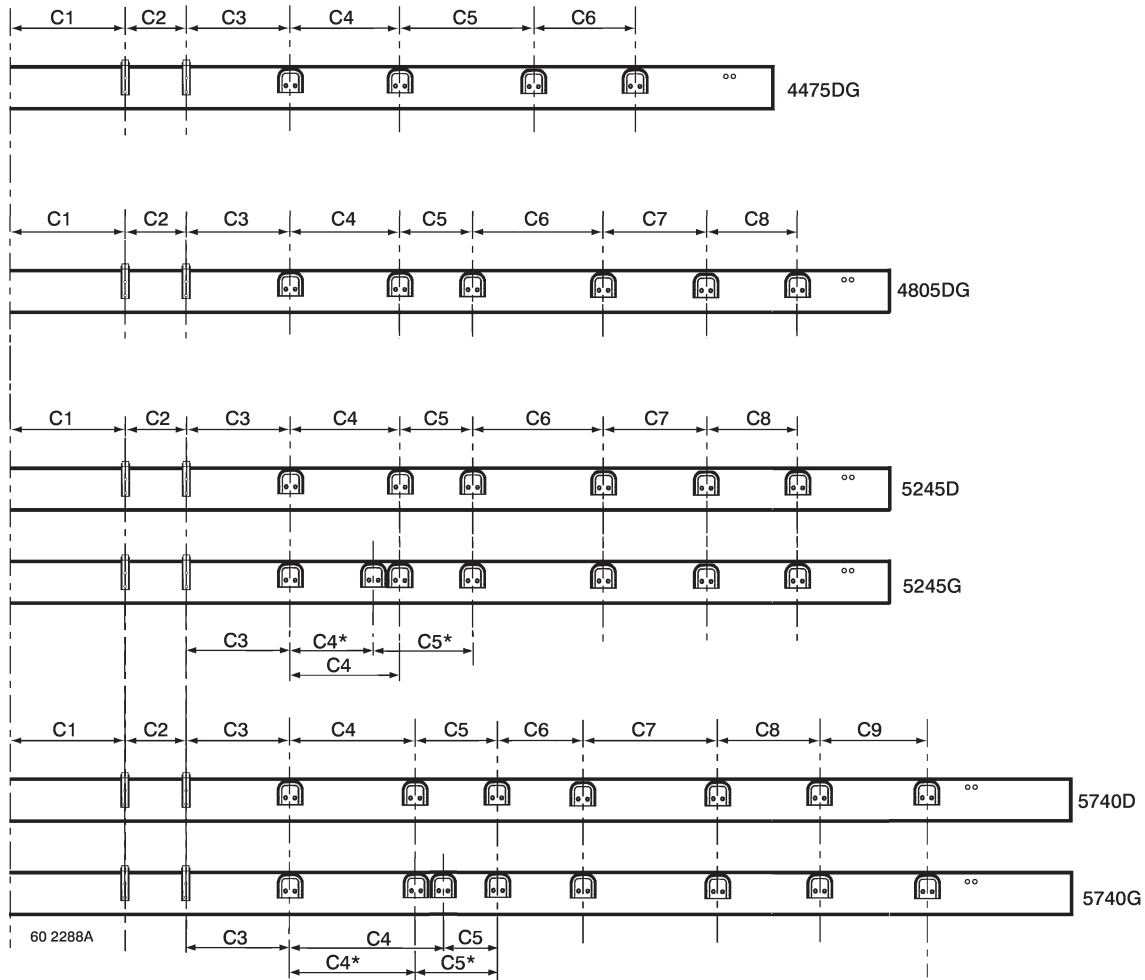 C1 C2 C3 C4 C5 C6
4475DG
C1 C2 C3 C4 C5 C6 C7 C8
4805DG
C1 C2 C3 C4 C5 C6 C7 C8
5245D
5245G
C3 C4* C5*
C4
C1 C2 C3 C4 C5 C6 C7 C8 C9
5740D
5740G
60 2288A
C3 C4 C5
C4* C5*